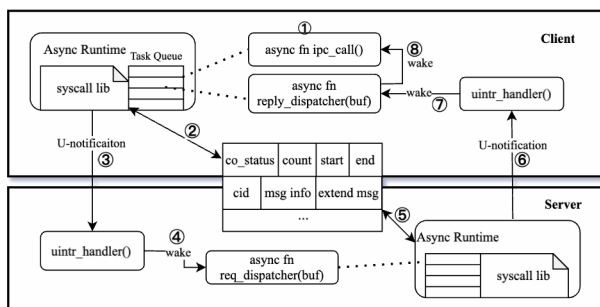 ①
Client
Async Runtime
Task Queue
syscall lib
async fn ipc_call()
⑧
wake
async fn
reply_dispatcher(buf)
wake
⑦
uintr_handler()
U-notificaiton
③
②
U-notification
⑥
co_status
count
start
end
cid
msg info
extend msg
...
Server
⑤
uintr_handler()
④
wake
async fn
req_dispatcher(buf)
Async Runtime
syscall lib